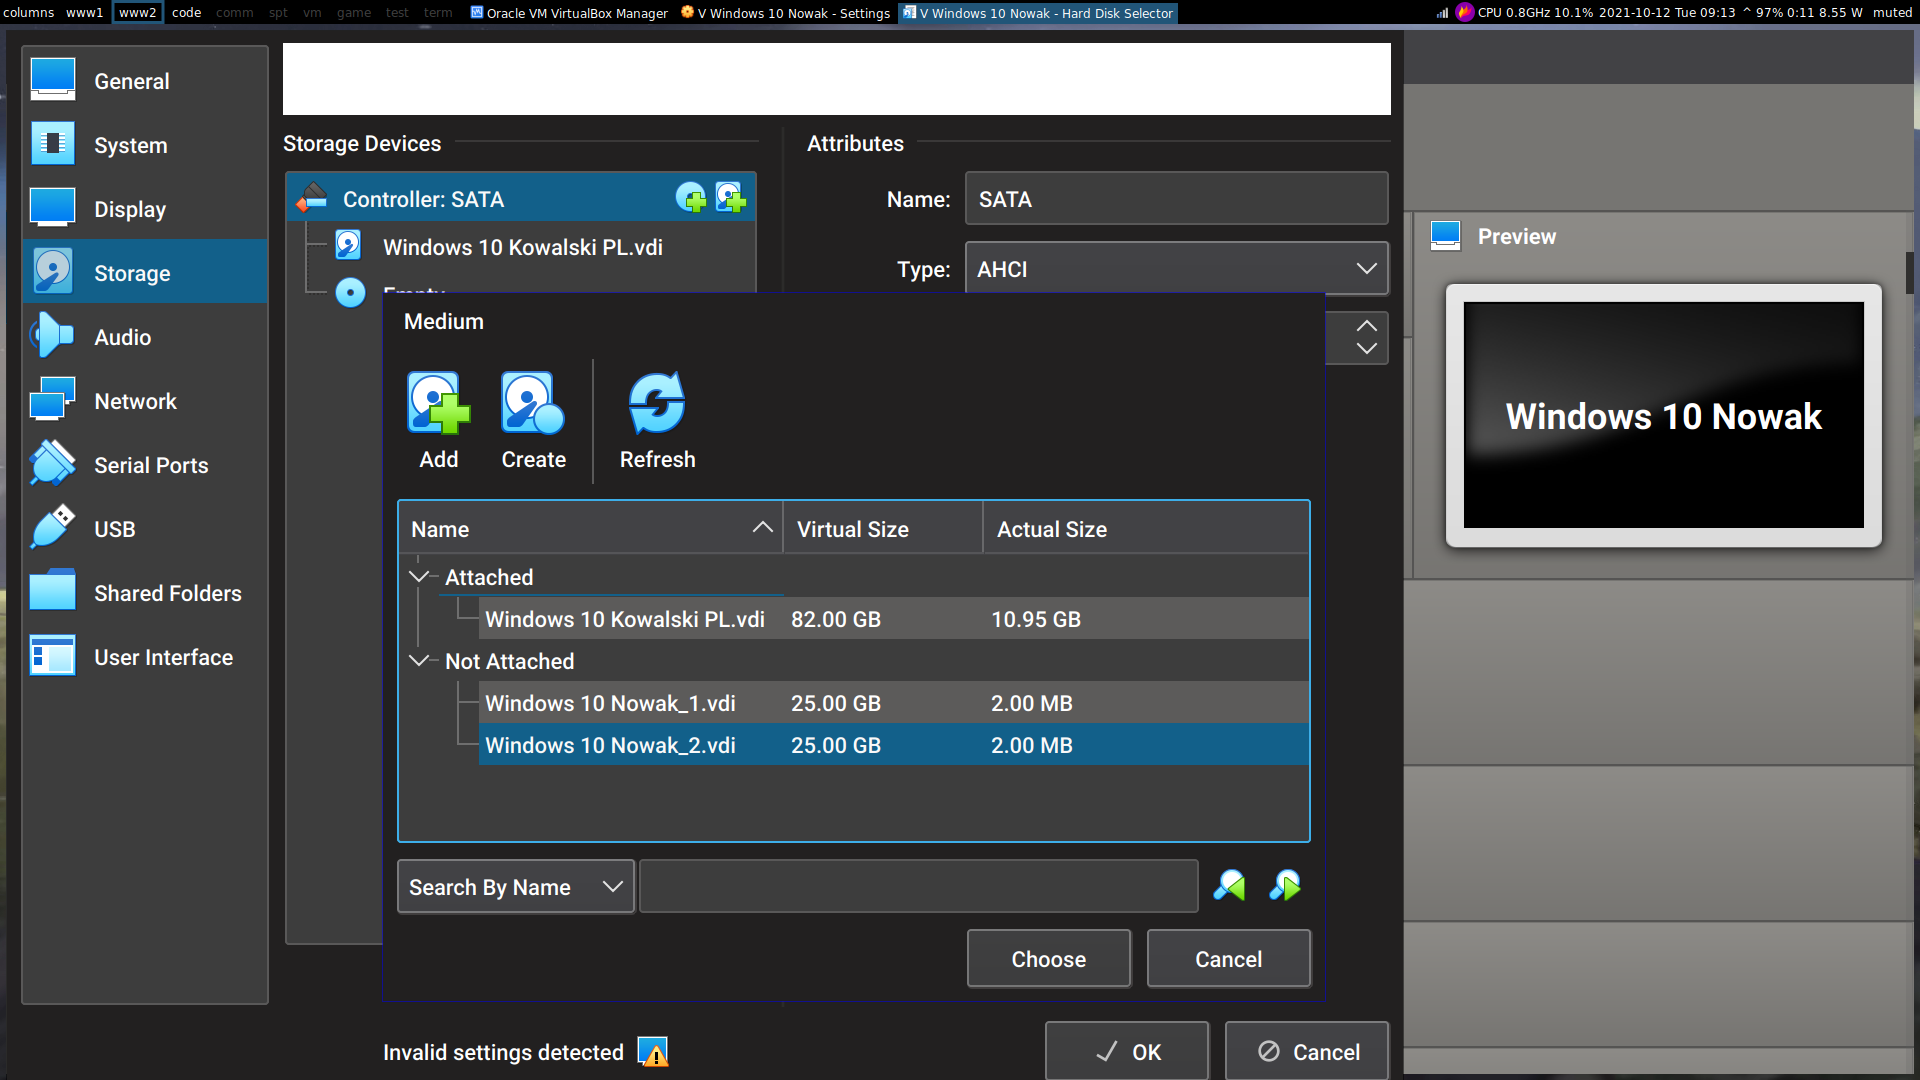 columns www1 www2 code comm spt vm game test term Oracle VM VirtualBox Manager V Windows 10 Nowak - Settings V Windows 10 Nowak - Hard Disk Selector CPU 0.8GHz 10.1% 2021-10-12 Tue 09:13 ^ 97% 0:11 8.55 W muted
General
System
Display
Storage
Audio
Network
Serial Ports
USB
Shared Folders
User Interface
Storage Devices
Controller: SATA
Windows 10 Kowalski PL.vdi
Empty
Attributes
Name: SATA
Type: AHCI
Preview
Windows 10 Nowak
Medium
Add Create Refresh
Name Virtual Size Actual Size
Attached
Windows 10 Kowalski PL.vdi 82.00 GB 10.95 GB
Not Attached
Windows 10 Nowak_1.vdi 25.00 GB 2.00 MB
Windows 10 Nowak_2.vdi 25.00 GB 2.00 MB
Search By Name
Choose Cancel
Invalid settings detected
OK Cancel